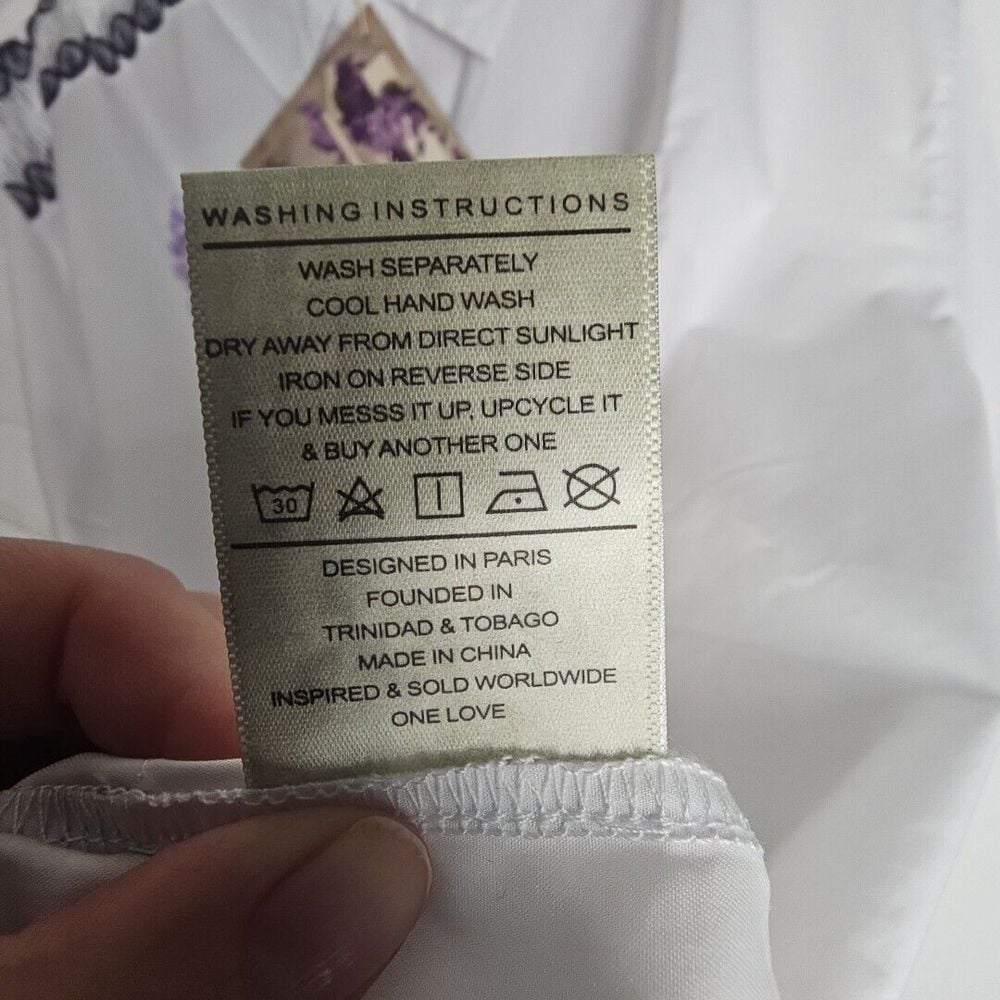 WASHING INSTRUCTIONS
WASH SEPARATELY
COOL HAND WASH
DRY AWAY FROM DIRECT SUNLIGHT
IRON ON REVERSE SIDE
IF YOU MESSS IT UP, UPCYCLE IT
& BUY ANOTHER ONE
30
DESIGNED IN PARIS
FOUNDED IN
TRINIDAD & TOBAGO
MADE IN CHINA
INSPIRED & SOLD WORLDWIDE
ONE LOVE